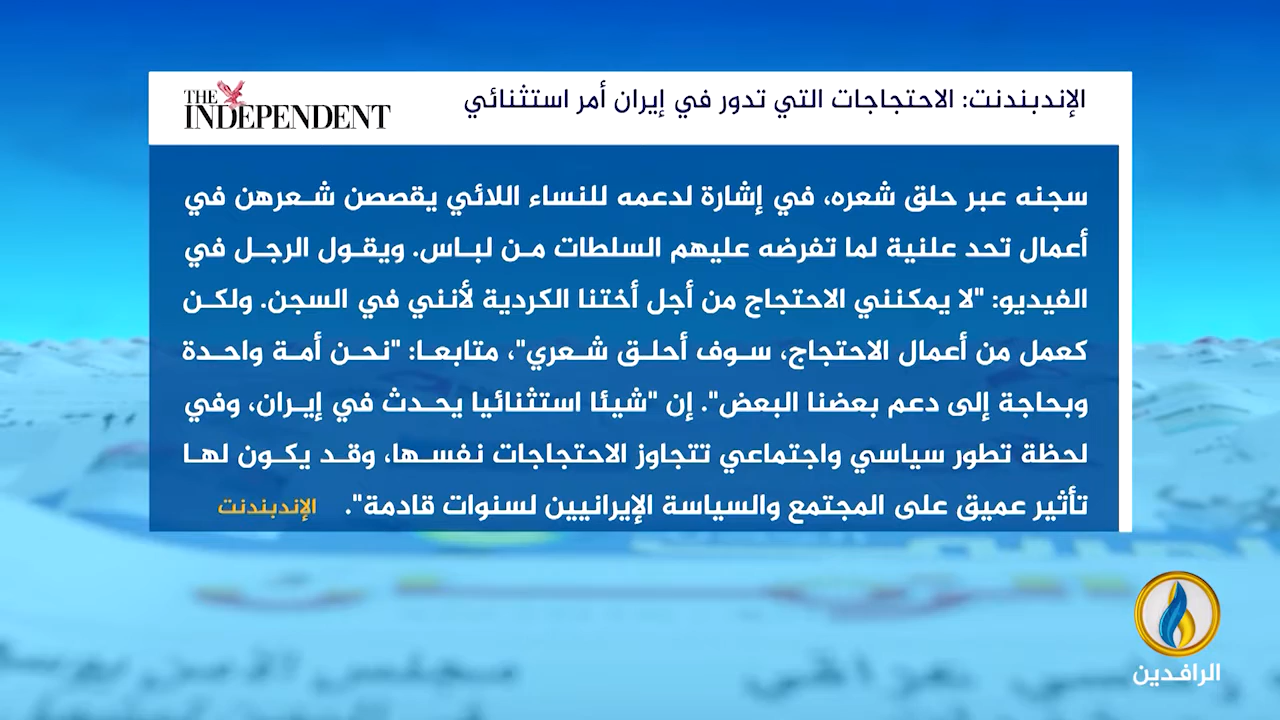 THE
INDEPENDENT
الإندبندنت: الاحتجاجات التي تدور في إيران أمر استثنائي
سجنه عبر حلق شعره، في إشارة لدعمه للنساء اللائي يقصصن شعرهن في
أعمال تحد علنية لما تفرضه عليهم السلطات من لباس. ويقول الرجل في
الفيديو: "لا يمكنني الاحتجاج من أجل أختنا الكردية لأنني في السجن. ولكن
كعمل من أعمال الاحتجاج، سوف أحلق شعري"، متابعا: "نحن أمة واحدة
وبحاجة إلى دعم بعضنا البعض". إن "شيئا استثنائيا يحدث في إيران، وفي
لحظة تطور سياسي واجتماعي تتجاوز الاحتجاجات نفسها، وقد يكون لها
تأثير عميق على المجتمع والسياسة الإيرانيين لسنوات قادمة". الإندبندنت
الرافدين
مجلس الأمن